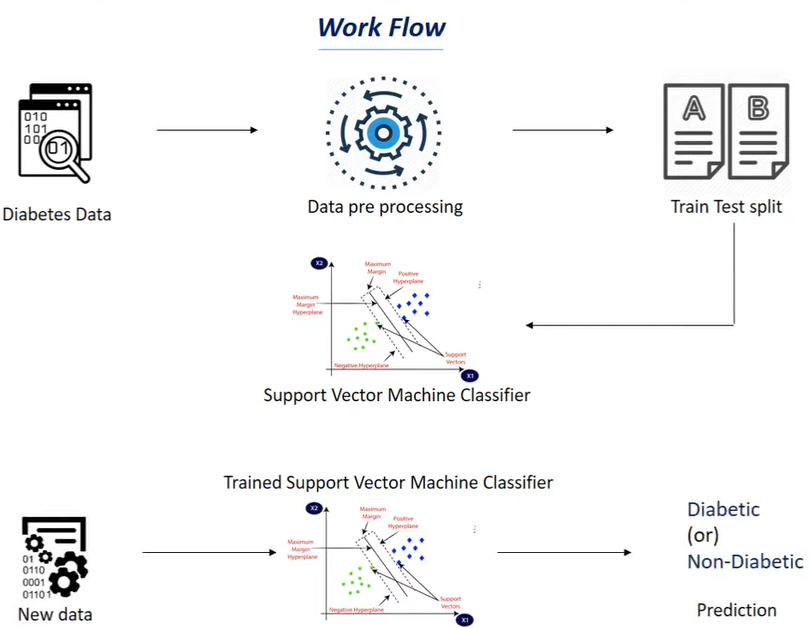 Work Flow
010
101
00
01
A
B
Diabetes Data
Data pre processing
Train Test split
X2
Maximum
Margin
Positive
Hyperplane
Maximum
Margin
Hyperplane
Support
Vectors
Negative Hyperplane
X1
Support Vector Machine Classifier
Trained Support Vector Machine Classifier
X2
Maximum
Margin
Positive
Hyperplane
Maximum
Margin
Hyperplane
Support
Vectors
Negative Hyperplane
X1
01
0110
0001
01101
New data
Diabetic
(or)
Non-Diabetic
Prediction